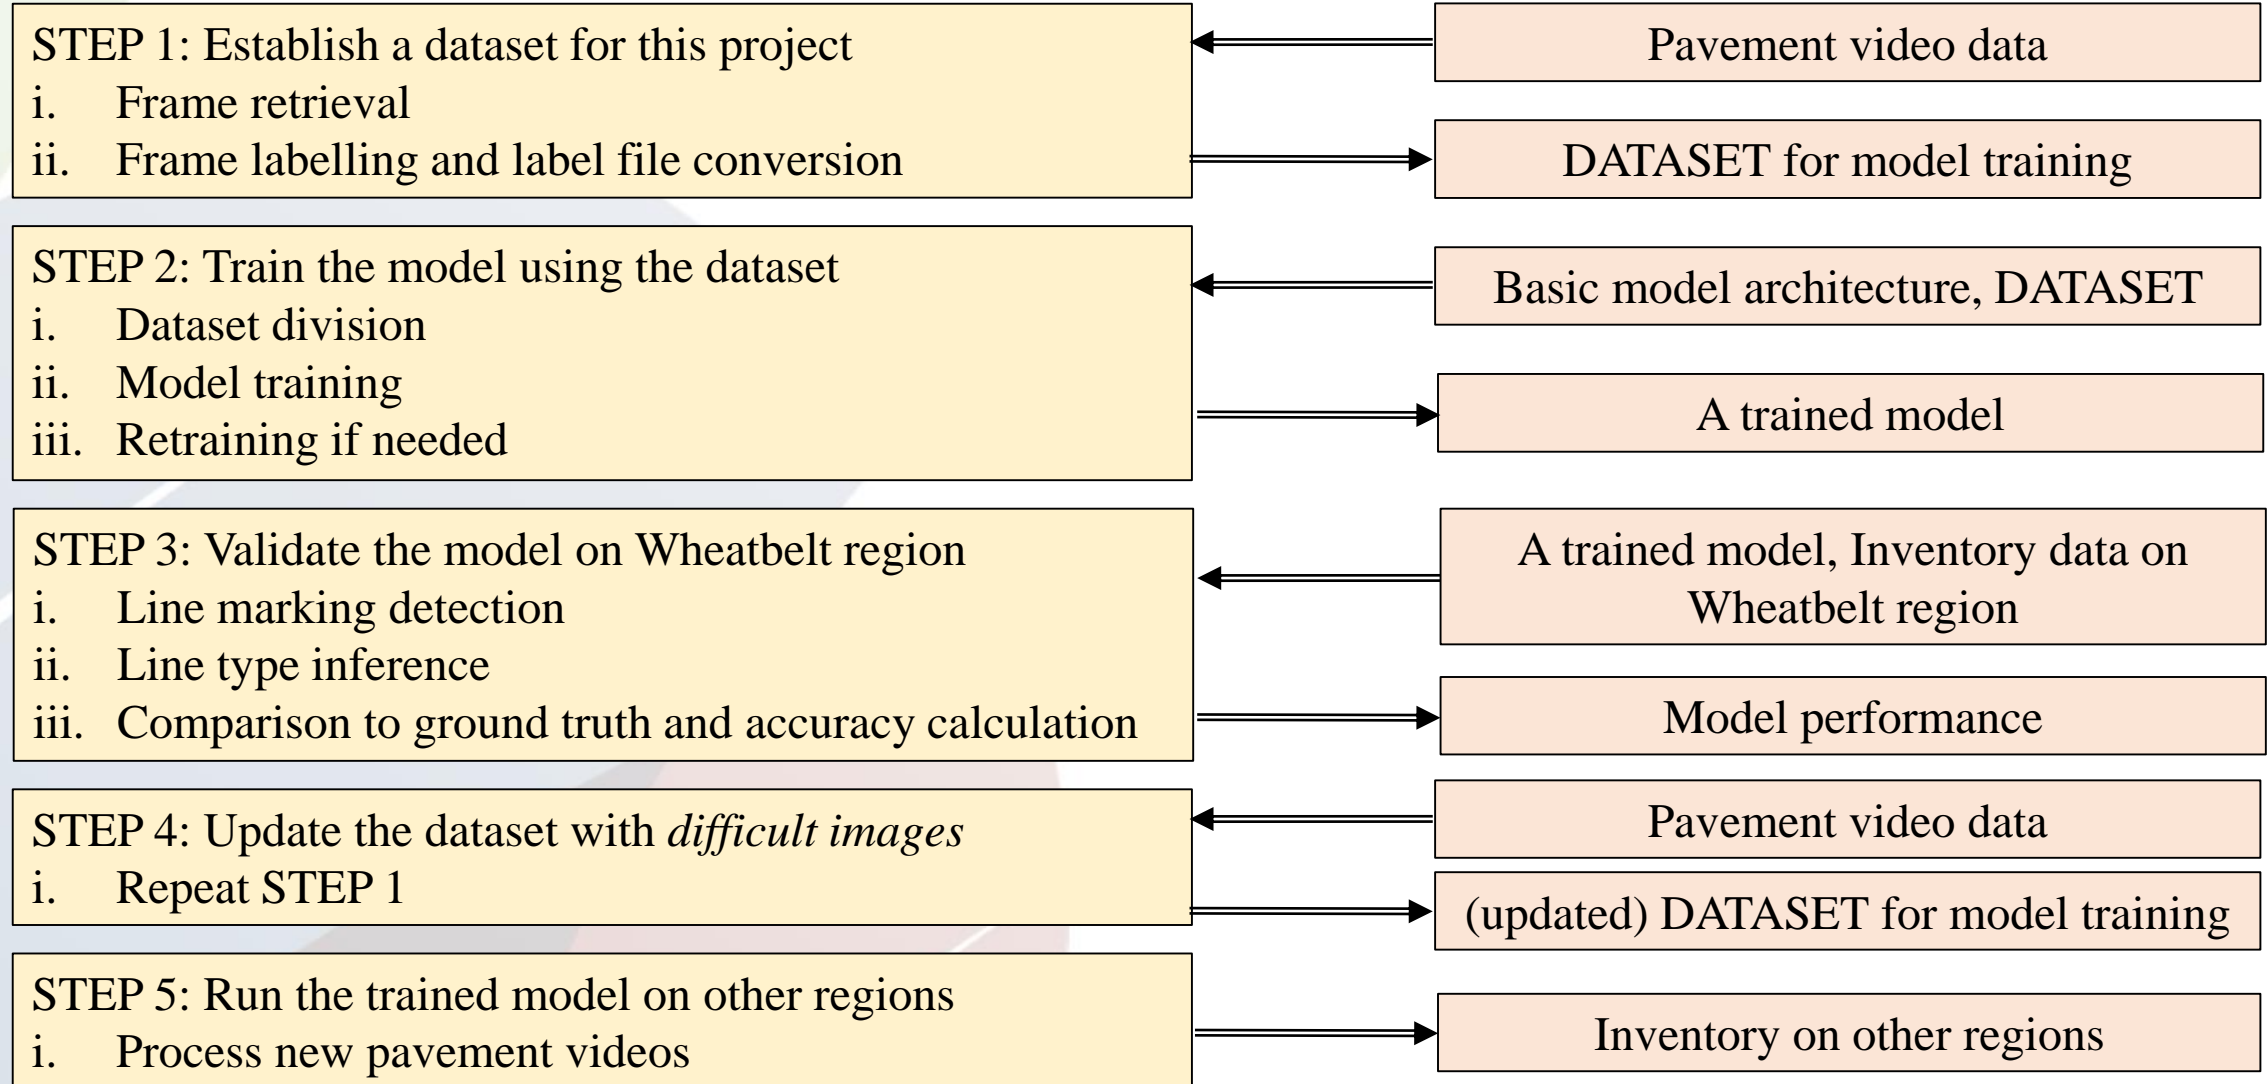 STEP 1: Establish a dataset for this project
i. Frame retrieval
ii. Frame labelling and label file conversion
Pavement video data
DATASET for model training
STEP 2: Train the model using the dataset
i. Dataset division
ii. Model training
iii. Retraining if needed
Basic model architecture, DATASET
A trained model
STEP 3: Validate the model on Wheatbelt region
i. Line marking detection
ii. Line type inference
iii. Comparison to ground truth and accuracy calculation
A trained model, Inventory data on
Wheatbelt region
Model performance
STEP 4: Update the dataset with difficult images
i. Repeat STEP 1
Pavement video data
(updated) DATASET for model training
STEP 5: Run the trained model on other regions
i. Process new pavement videos
Inventory on other regions